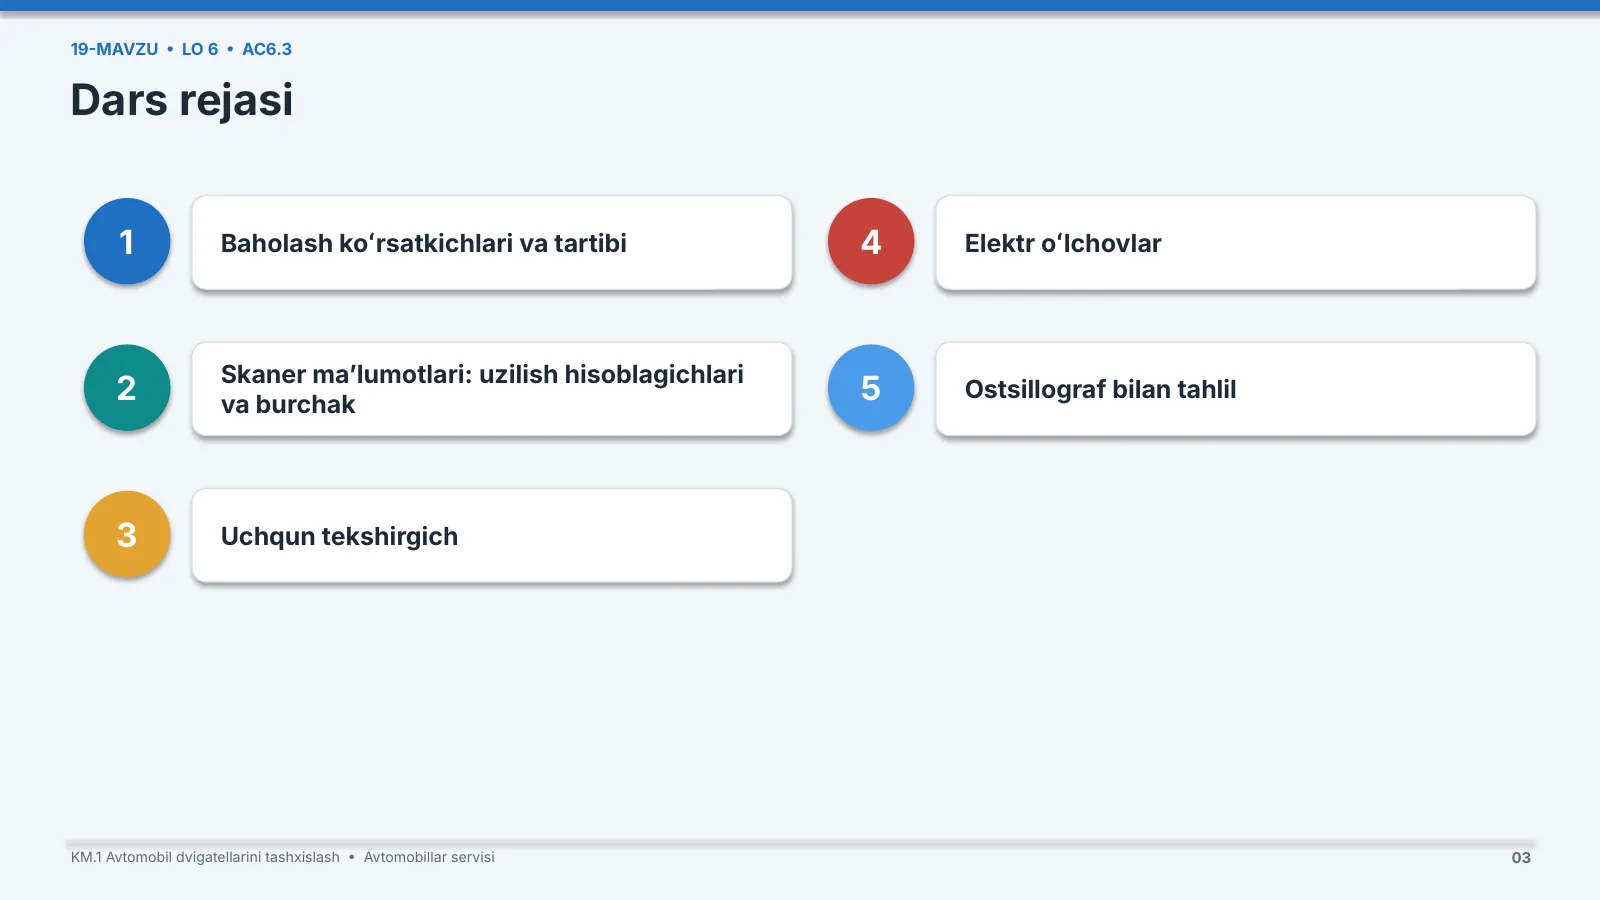 19-MAVZU • LO 6 • AC6.3
Dars rejasi
1
Baholash ko‘rsatkichlari va tartibi
2
Skaner ma’lumotlari: uzilish hisoblagichlari
va burchak
3
Uchqun tekshirgich
4
Elektr o‘lchovlar
5
Ostsillograf bilan tahlil
KM.1 Avtomobil dvigatellarini tashxislash • Avtomobillar servisi
03